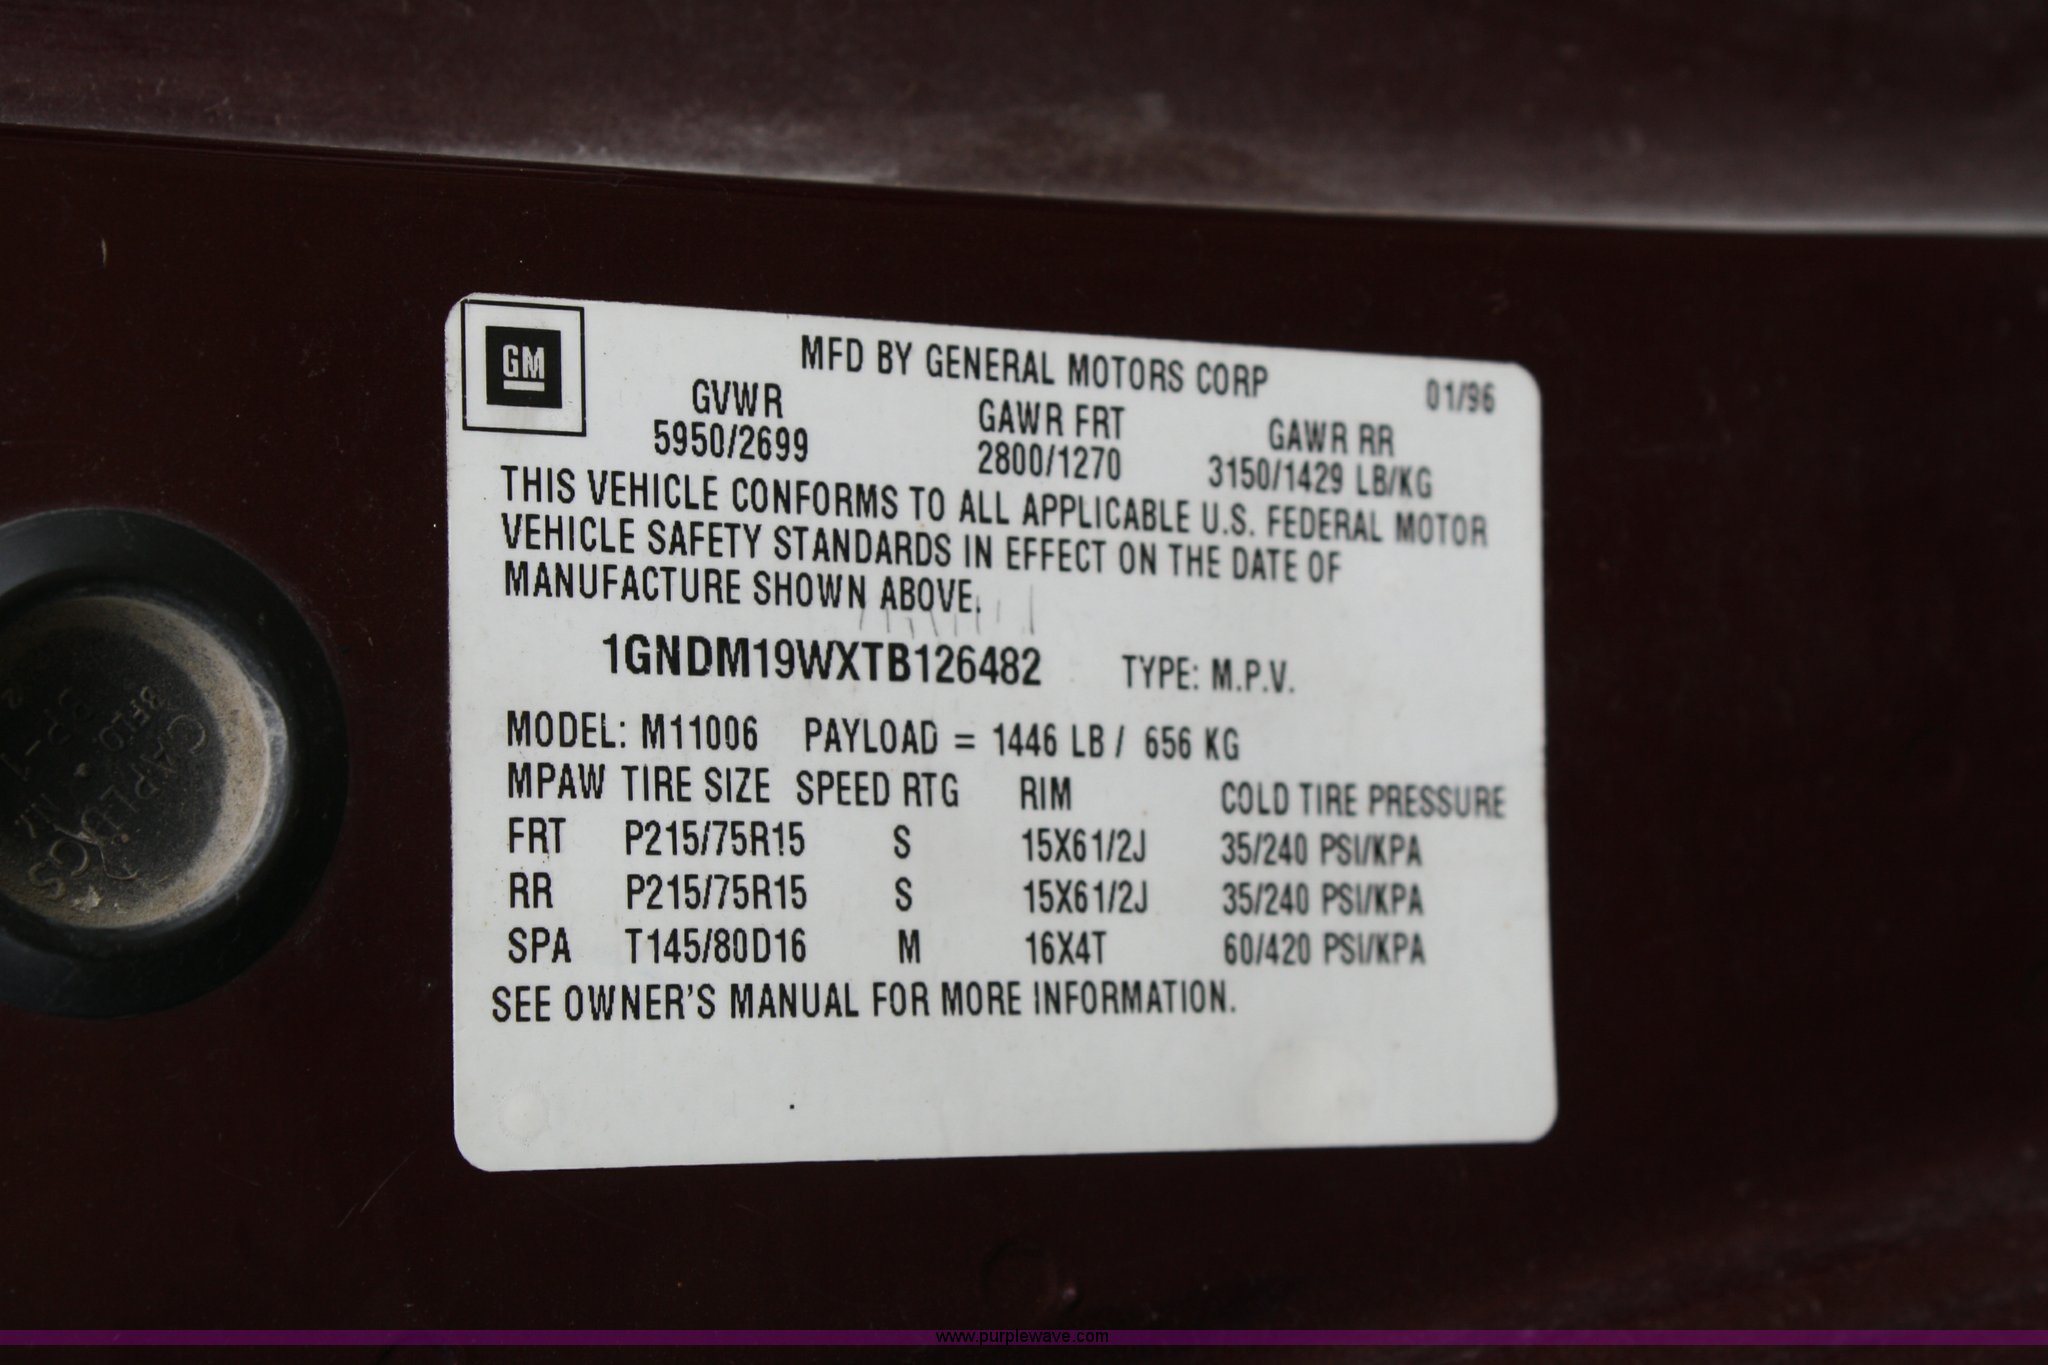 GM
MFD BY GENERAL MOTORS CORP 01/96
GVWR GAWR FRT GAWR RR
5950/2699 2800/1270 3150/1429 LB/KG
THIS VEHICLE CONFORMS TO ALL APPLICABLE U.S. FEDERAL MOTOR
VEHICLE SAFETY STANDARDS IN EFFECT ON THE DATE OF
MANUFACTURE SHOWN ABOVE.
1GNDM19WXTB126482 TYPE: M.P.V.
MODEL: M11006 PAYLOAD = 1446 LB / 656 KG
MPAW TIRE SIZE SPEED RTG RIM COLD TIRE PRESSURE
FRT P215/75R15 S 15X61/2J 35/240 PSI/KPA
RR P215/75R15 S 15X61/2J 35/240 PSI/KPA
SPA T145/80D16 M 16X4T 60/420 PSI/KPA
SEE OWNER'S MANUAL FOR MORE INFORMATION.
CAPLUGS
www.purplewave.com